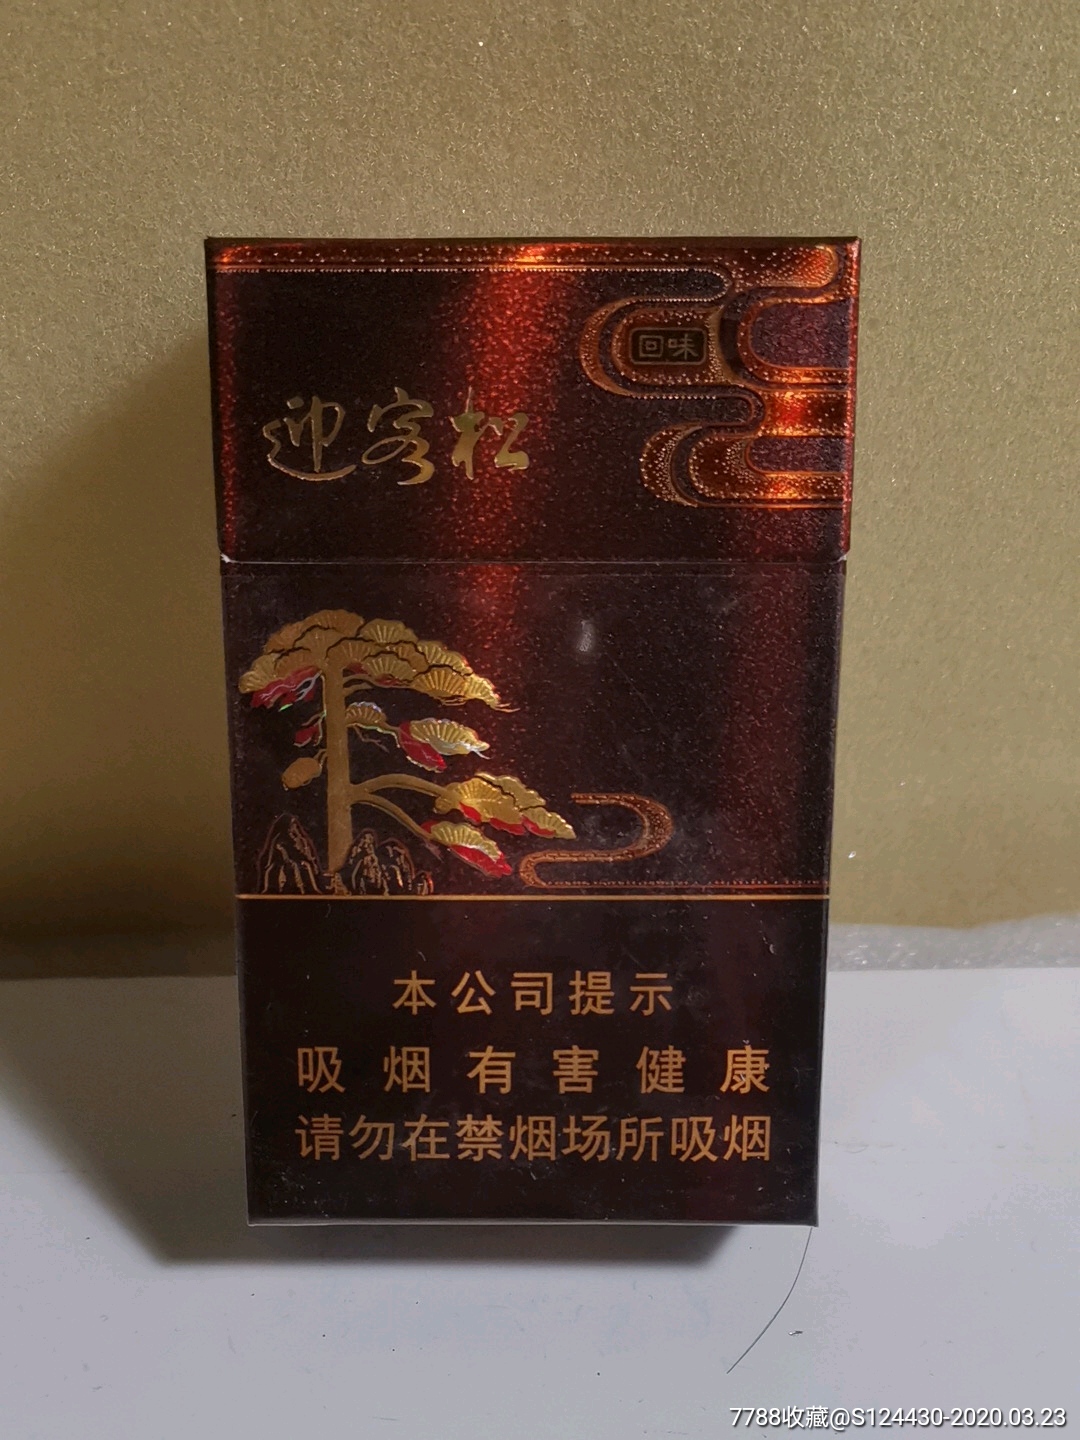 回味
迎客松
本公司提示
吸烟有害健康
请勿在禁烟场所吸烟
7788收藏@S124430-2020.03.23